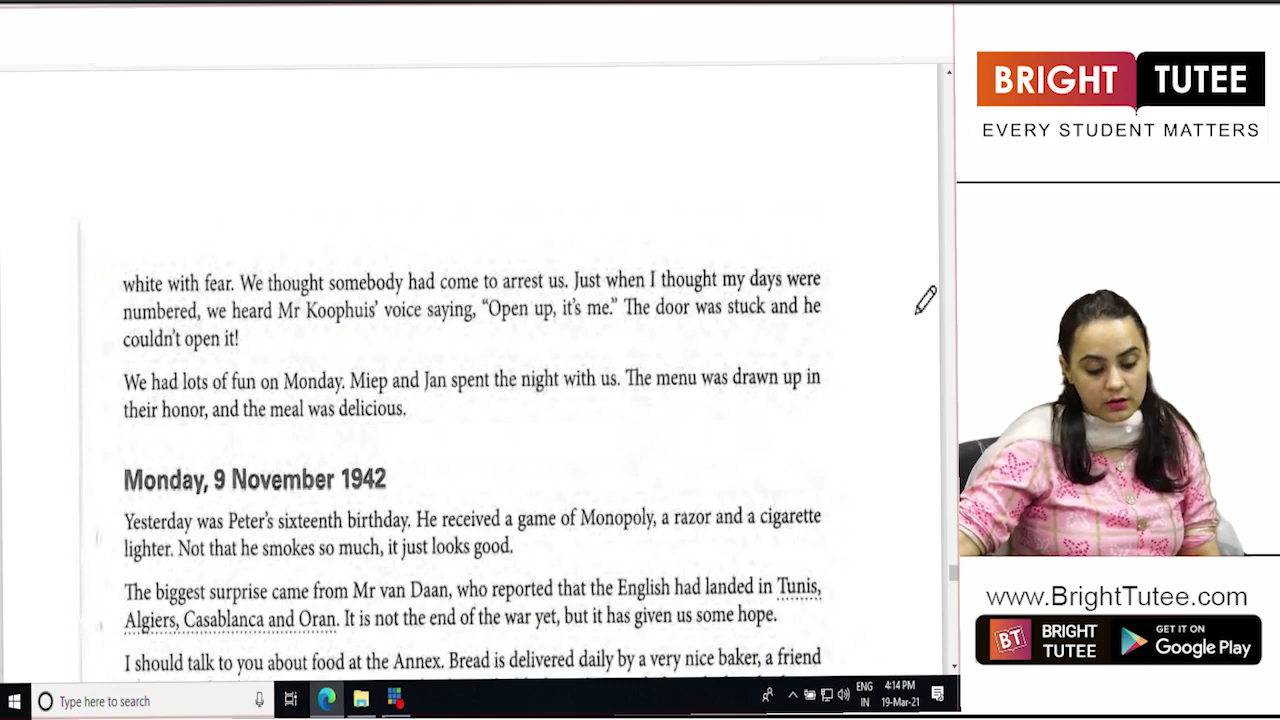 BRIGHT TUTEE
EVERY STUDENT MATTERS
white with fear. We thought somebody had come to arrest us. Just when I thought my days were
numbered, we heard Mr Koophuis’ voice saying, “Open up, it’s me.” The door was stuck and he
couldn’t open it!
We had lots of fun on Monday. Miep and Jan spent the night with us. The menu was drawn up in
their honor, and the meal was delicious.
Monday, 9 November 1942
Yesterday was Peter’s sixteenth birthday. He received a game of Monopoly, a razor and a cigarette
lighter. Not that he smokes so much, it just looks good.
The biggest surprise came from Mr van Daan, who reported that the English had landed in Tunis,
Algiers, Casablanca and Oran. It is not the end of the war yet, but it has given us some hope.
I should talk to you about food at the Annex. Bread is delivered daily by a very nice baker, a friend
www.BrightTutee.com
BT
BRIGHT
TUTEE
GET IT ON
Google Play
Type here to search
ENG
IN
4:14 PM
19-Mar-21